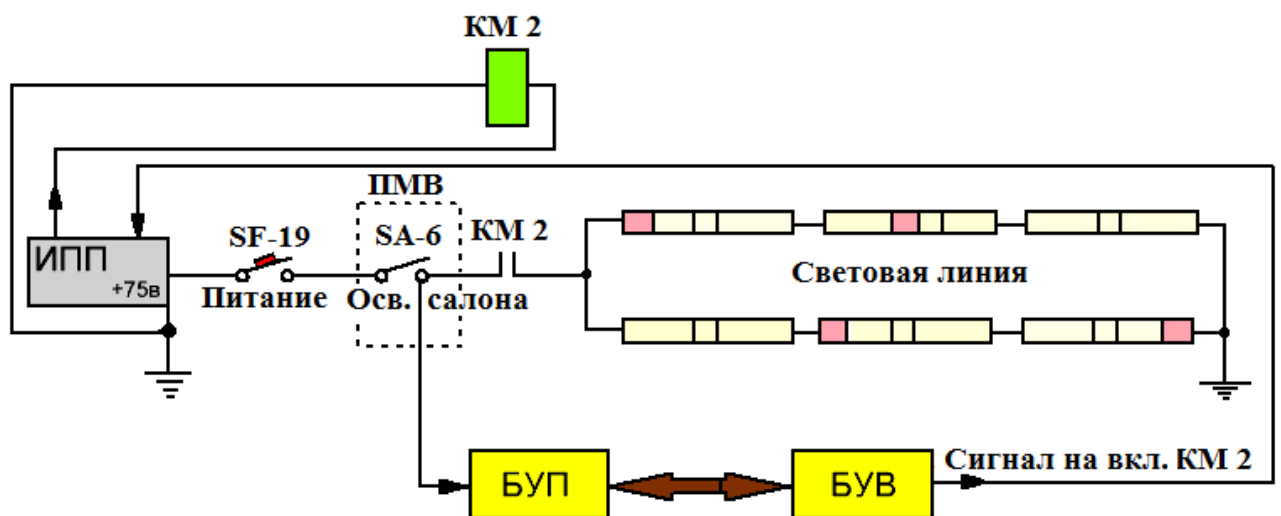 КМ 2
ПМВ
SF-19
SA-6
КМ 2
ИПП
+75в
Питание
Осв. салона
Световая линия
БУП
БУВ
Сигнал на вкл. КМ 2